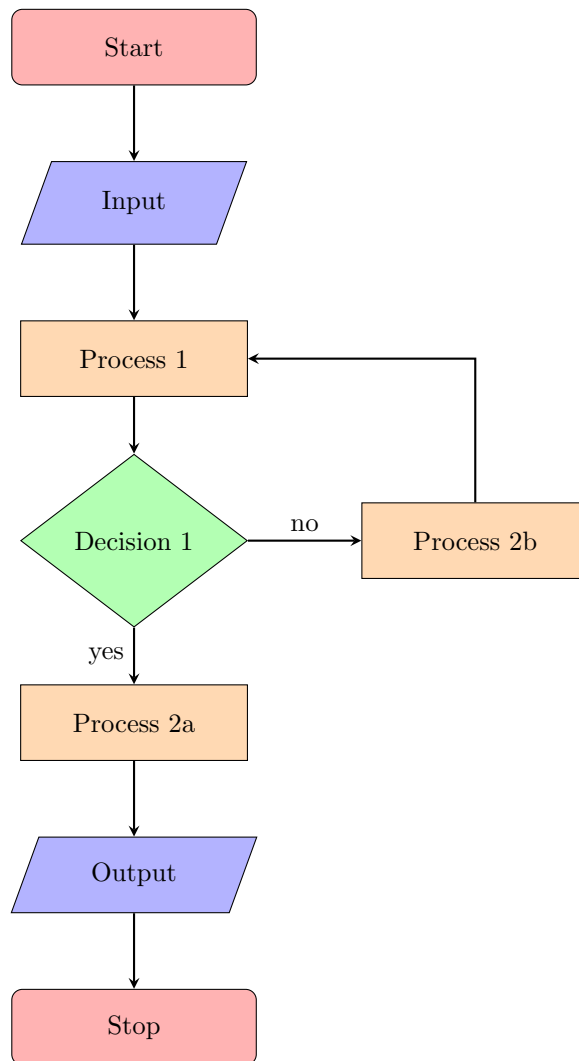 Start
Input
Process 1
Decision 1
no
Process 2b
yes
Process 2a
Output
Stop